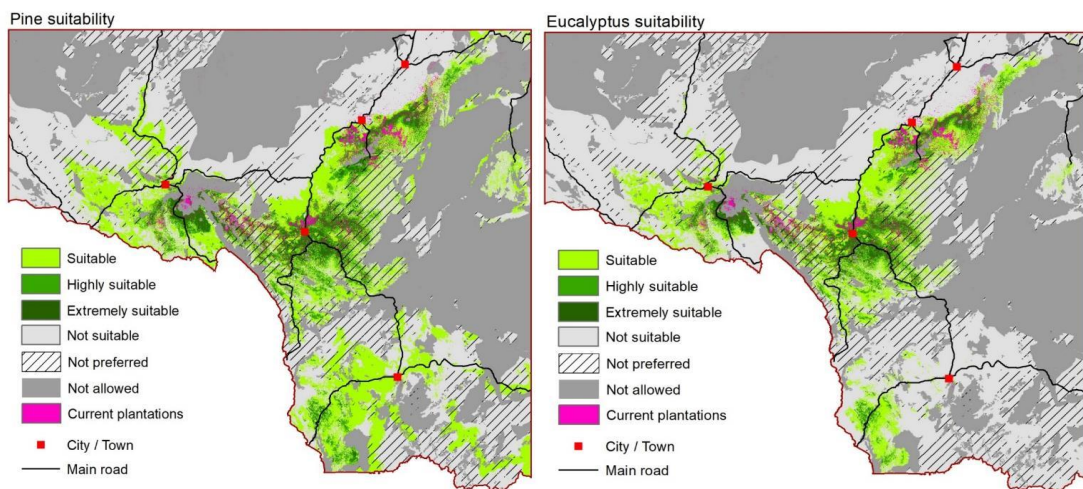 Pine suitability
Suitable
Highly suitable
Extremely suitable
Not suitable
Not preferred
Not allowed
Current plantations
City / Town
Main road
Eucalyptus suitability
Suitable
Highly suitable
Extremely suitable
Not suitable
Not preferred
Not allowed
Current plantations
City / Town
Main road